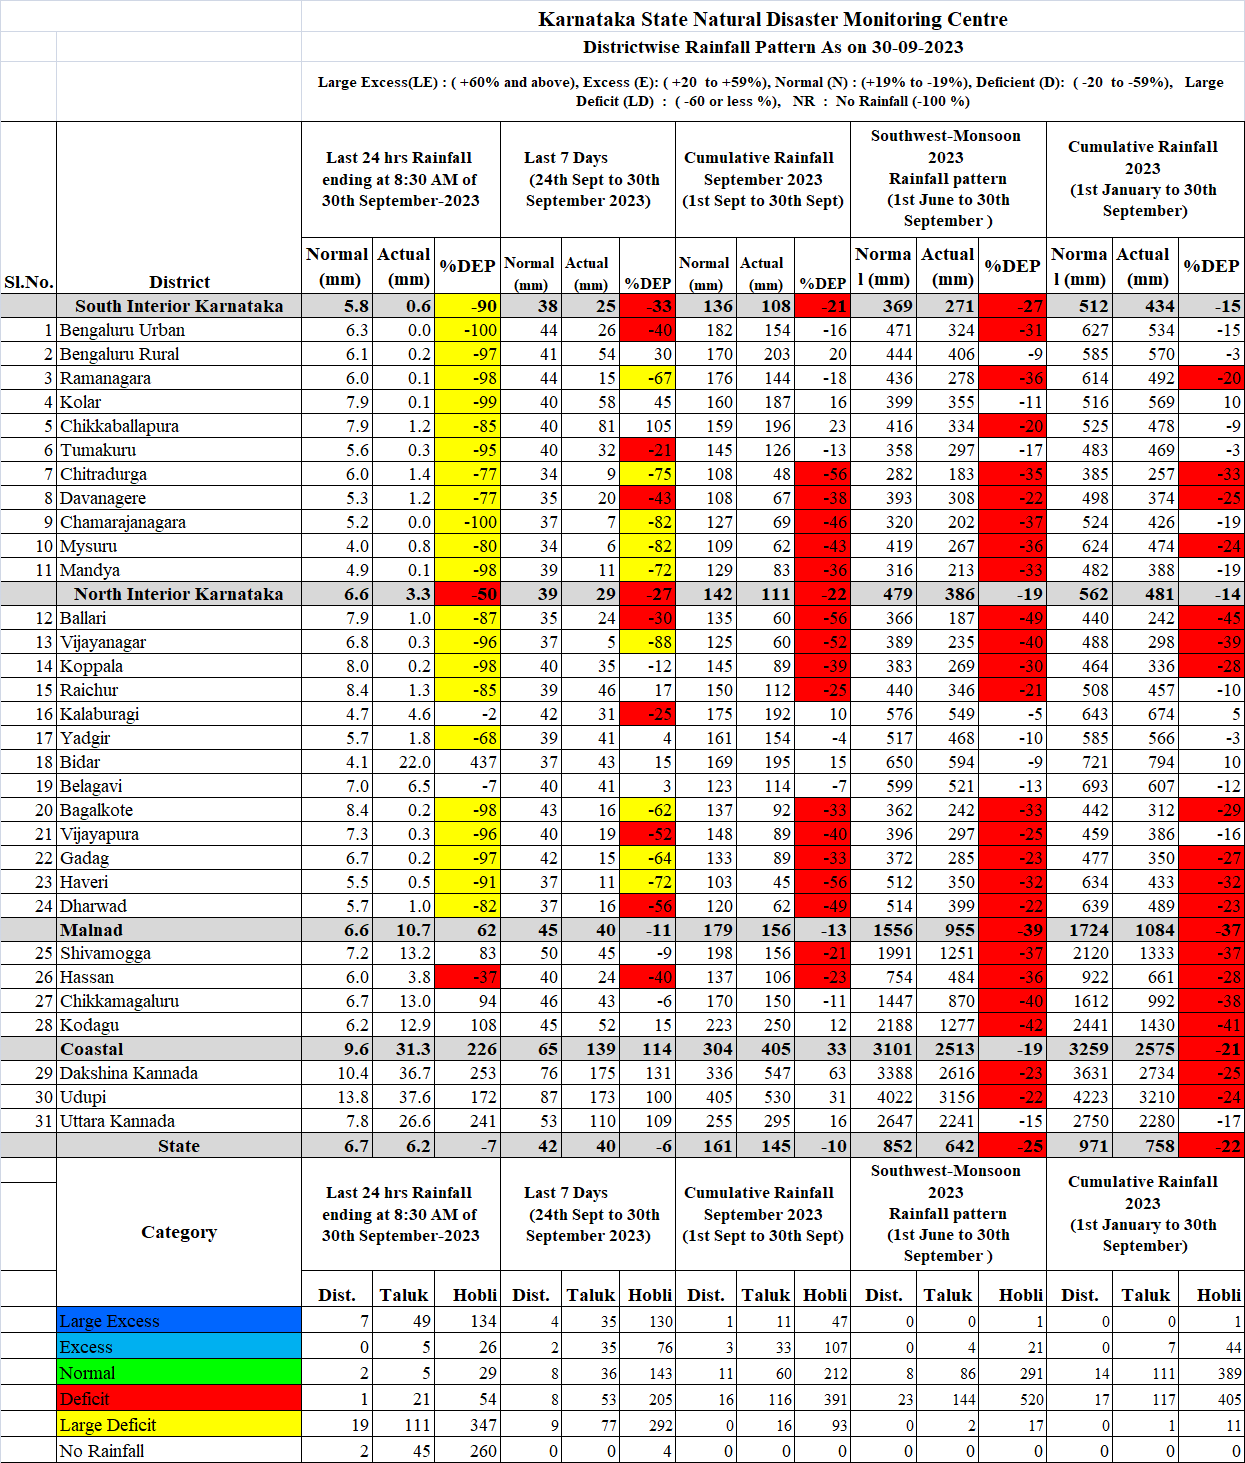 Karnataka State Natural Disaster Monitoring Centre
Districtwise Rainfall Pattern As on 30-09-2023
Large Excess(LE) : ( +60% and above), Excess (E): ( +20 to +59%), Normal (N) : (+19% to -19%), Deficient (D): ( -20 to -59%), Large
Deficit (LD) : ( -60 or less %), NR : No Rainfall (-100 %)
Sl.No. District
Last 24 hrs Rainfall
ending at 8:30 AM of
30th September-2023
Last 7 Days
(24th Sept to 30th
September 2023)
Cumulative Rainfall
September 2023
(1st Sept to 30th Sept)
Southwest-Monsoon
2023
Rainfall pattern
(1st June to 30th
September )
Cumulative Rainfall
2023
(1st January to 30th
September)
Normal (mm) Actual (mm) %DEP Normal (mm) Actual (mm) %DEP Normal (mm) Actual (mm) %DEP Norma l (mm) Actual (mm) %DEP Norma l (mm) Actual (mm) %DEP
South Interior Karnataka 5.8 0.6 -90 38 25 -33 136 108 -21 369 271 -27 512 434 -15
1 Bengaluru Urban 6.3 0.0 -100 44 26 -40 182 154 -16 471 324 -31 627 534 -15
2 Bengaluru Rural 6.1 0.2 -97 41 54 30 170 203 20 444 406 -9 585 570 -3
3 Ramanagara 6.0 0.1 -98 44 15 -67 176 144 -18 436 278 -36 614 492 -20
4 Kolar 7.9 0.1 -99 40 58 45 160 187 16 399 355 -11 516 569 10
5 Chikkaballapura 7.9 1.2 -85 40 81 105 159 196 23 416 334 -20 525 478 -9
6 Tumakuru 5.6 0.3 -95 40 32 -21 145 126 -13 358 297 -17 483 469 -3
7 Chitradurga 6.0 1.4 -77 34 9 -75 108 48 -56 282 183 -35 385 257 -33
8 Davanagere 5.3 1.2 -77 35 20 -43 108 67 -38 393 308 -22 498 374 -25
9 Chamarajanagara 5.2 0.0 -100 37 7 -82 127 69 -46 320 202 -37 524 426 -19
10 Mysuru 4.0 0.8 -80 34 6 -82 109 62 -43 419 267 -36 624 474 -24
11 Mandya 4.9 0.1 -98 39 11 -72 129 83 -36 316 213 -33 482 388 -19
North Interior Karnataka 6.6 3.3 -50 39 29 -27 142 111 -22 479 386 -19 562 481 -14
12 Ballari 7.9 1.0 -87 35 24 -30 135 60 -56 366 187 -49 440 242 -45
13 Vijayanagar 6.8 0.3 -96 37 5 -88 125 60 -52 389 235 -40 488 298 -39
14 Koppala 8.0 0.2 -98 40 35 -12 145 89 -39 383 269 -30 464 336 -28
15 Raichur 8.4 1.3 -85 39 46 17 150 112 -25 440 346 -21 508 457 -10
16 Kalaburagi 4.7 4.6 -2 42 31 -25 175 192 10 576 549 -5 643 674 5
17 Yadgir 5.7 1.8 -68 39 41 4 161 154 -4 517 468 -10 585 566 -3
18 Bidar 4.1 22.0 437 37 43 15 169 195 15 650 594 -9 721 794 10
19 Belagavi 7.0 6.5 -7 40 41 3 123 114 -7 599 521 -13 693 607 -12
20 Bagalkote 8.4 0.2 -98 43 16 -62 137 92 -33 362 242 -33 442 312 -29
21 Vijayapura 7.3 0.3 -96 40 19 -52 148 89 -40 396 297 -25 459 386 -16
22 Gadag 6.7 0.2 -97 42 15 -64 133 89 -33 372 285 -23 477 350 -27
23 Haveri 5.5 0.5 -91 37 11 -72 103 45 -56 512 350 -32 634 433 -32
24 Dharwad 5.7 1.0 -82 37 16 -56 120 62 -49 514 399 -22 639 489 -23
Malnad 6.6 10.7 62 45 40 -11 179 156 -13 1556 955 -39 1724 1084 -37
25 Shivamogga 7.2 13.2 83 50 45 -9 198 156 -21 1991 1251 -37 2120 1333 -37
26 Hassan 6.0 3.8 -37 40 24 -40 137 106 -23 754 484 -36 922 661 -28
27 Chikkamagaluru 6.7 13.0 94 46 43 -6 170 150 -11 1447 870 -40 1612 992 -38
28 Kodagu 6.2 12.9 108 45 52 15 223 250 12 2188 1277 -42 2441 1430 -41
Coastal 9.6 31.3 226 65 139 114 304 405 33 3101 2513 -19 3259 2575 -21
29 Dakshina Kannada 10.4 36.7 253 76 175 131 336 547 63 3388 2616 -23 3631 2734 -25
30 Udupi 13.8 37.6 172 87 173 100 405 530 31 4022 3156 -22 4223 3210 -24
31 Uttara Kannada 7.8 26.6 241 53 110 109 255 295 16 2647 2241 -15 2750 2280 -17
State 6.7 6.2 -7 42 40 -6 161 145 -10 852 642 -25 971 758 -22
Category
Last 24 hrs Rainfall
ending at 8:30 AM of
30th September-2023
Last 7 Days
(24th Sept to 30th
September 2023)
Cumulative Rainfall
September 2023
(1st Sept to 30th Sept)
Southwest-Monsoon
2023
Rainfall pattern
(1st June to 30th
September )
Cumulative Rainfall
2023
(1st January to 30th
September)
Dist. Taluk Hobli Dist. Taluk Hobli Dist. Taluk Hobli Dist. Taluk Hobli Dist. Taluk Hobli
Large Excess 7 49 134 4 35 130 1 11 47 0 0 1 0 0 1
Excess 0 5 26 2 35 76 3 33 107 0 4 21 0 7 44
Normal 2 5 29 8 36 143 11 60 212 8 86 291 14 111 389
Deficit 1 21 54 8 53 205 16 116 391 23 144 520 17 117 405
Large Deficit 19 111 347 9 77 292 0 16 93 0 2 17 0 1 11
No Rainfall 2 45 260 0 0 4 0 0 0 0 0 0 0 0 0